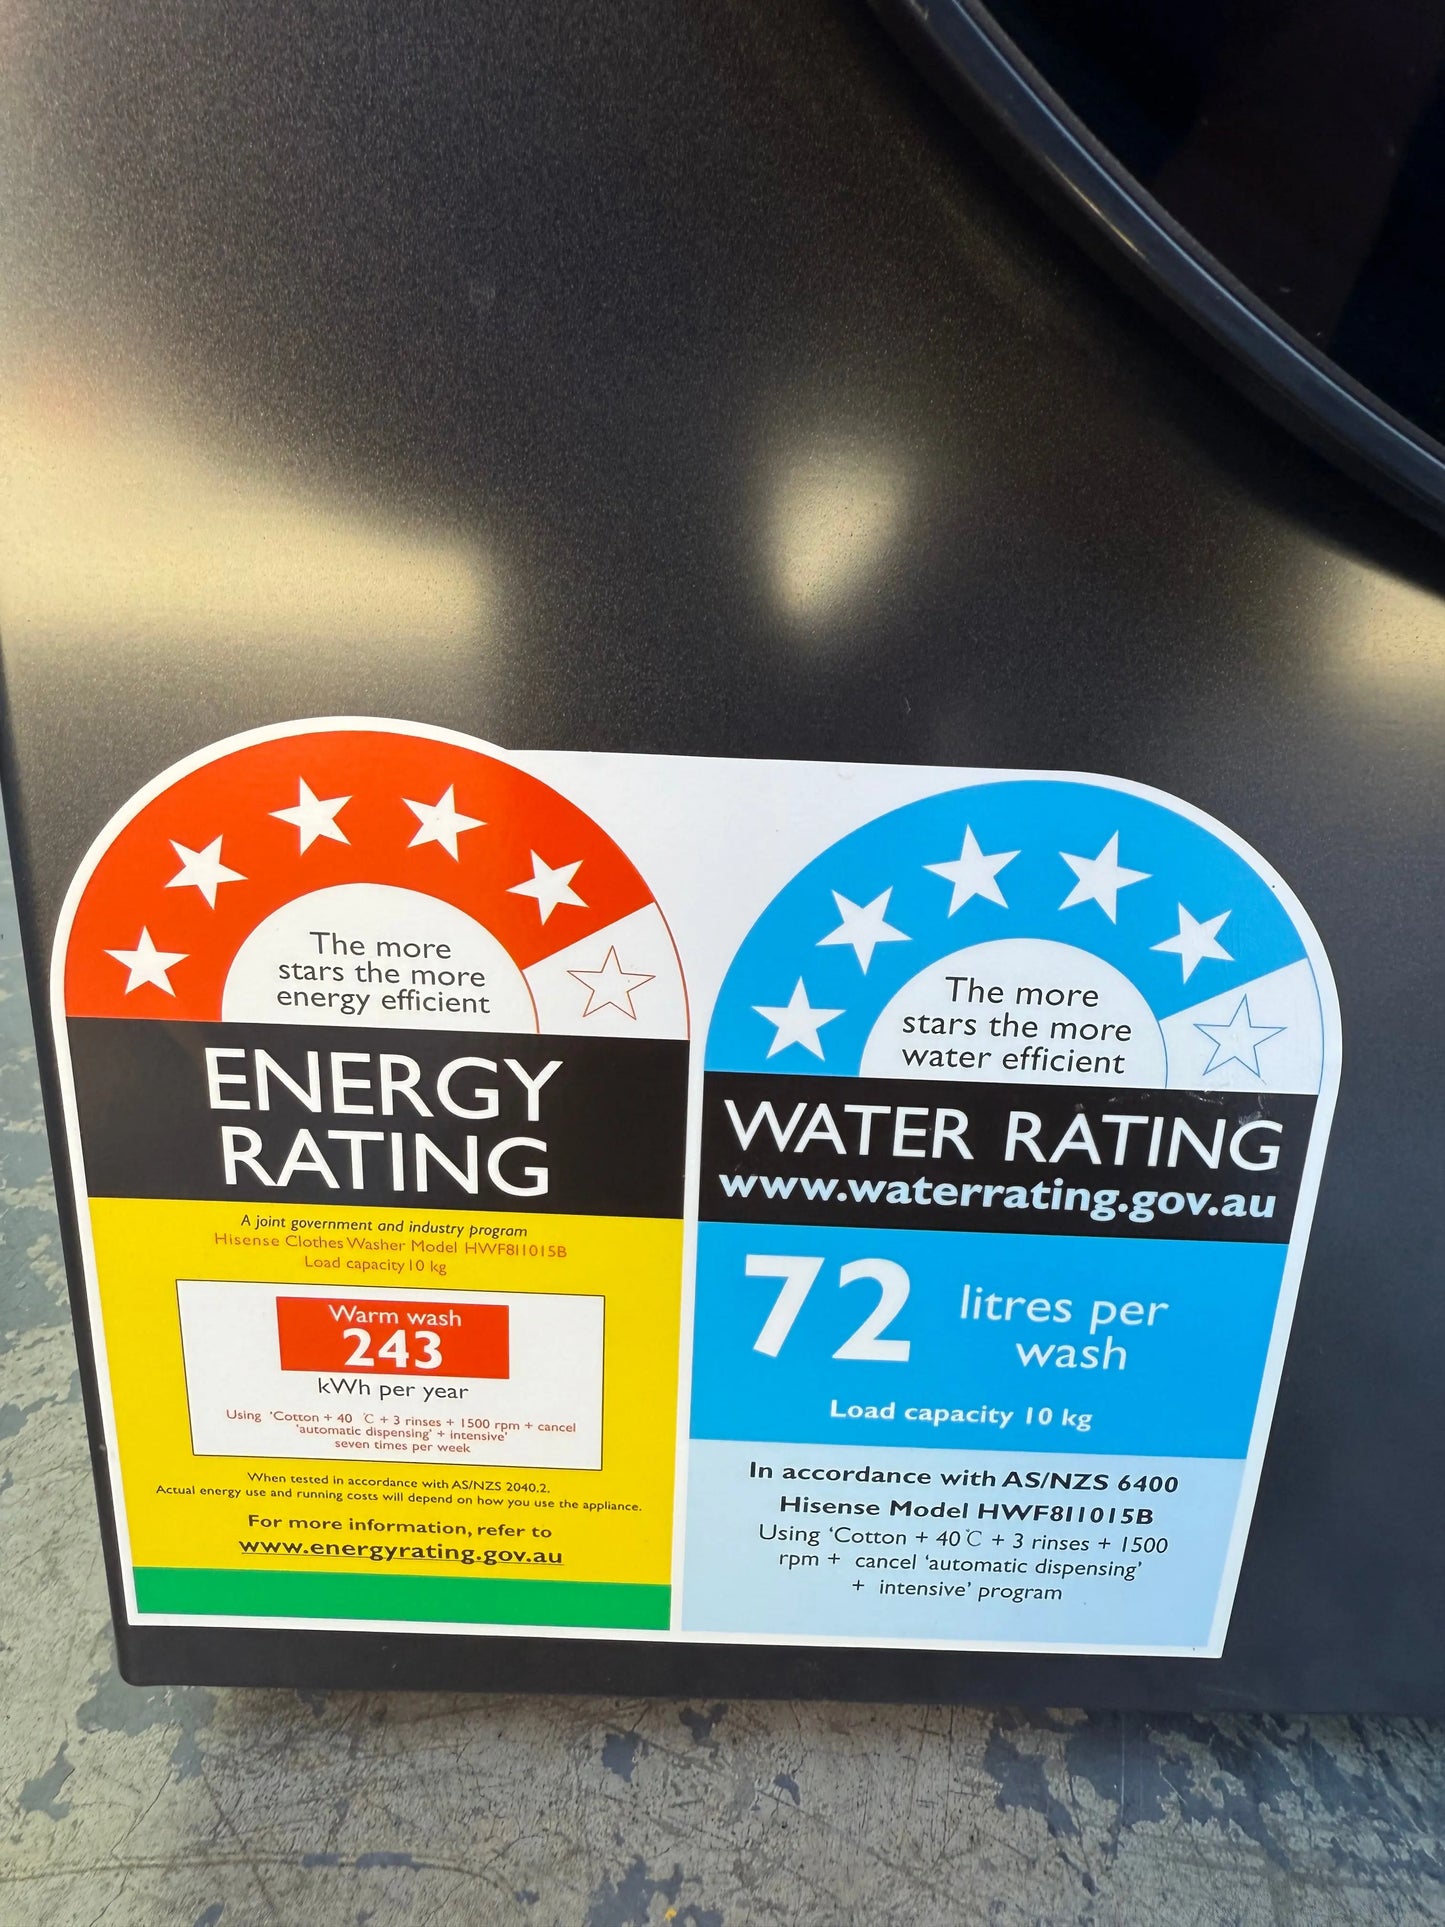 The more
stars the more
energy efficient
ENERGY
RATING
A joint government and industry program
Hisense Clothes Washer Model HWF8I1015B
Load capacity 10 kg
Warm wash
243
kWh per year
Using 'Cotton + 40 ℃ + 3 rinses + 1500 rpm + cancel
'automatic dispensing' + intensive'
seven times per week
When tested in accordance with AS/NZS 2040.2.
Actual energy use and running costs will depend on how you use the appliance.
For more information, refer to
www.energyrating.gov.au
The more
stars the more
water efficient
WATER RATING
www.waterrating.gov.au
72 litres per
wash
Load capacity 10 kg
In accordance with AS/NZS 6400
Hisense Model HWF8I1015B
Using 'Cotton + 40℃ + 3 rinses + 1500
rpm + cancel 'automatic dispensing'
+ intensive' program